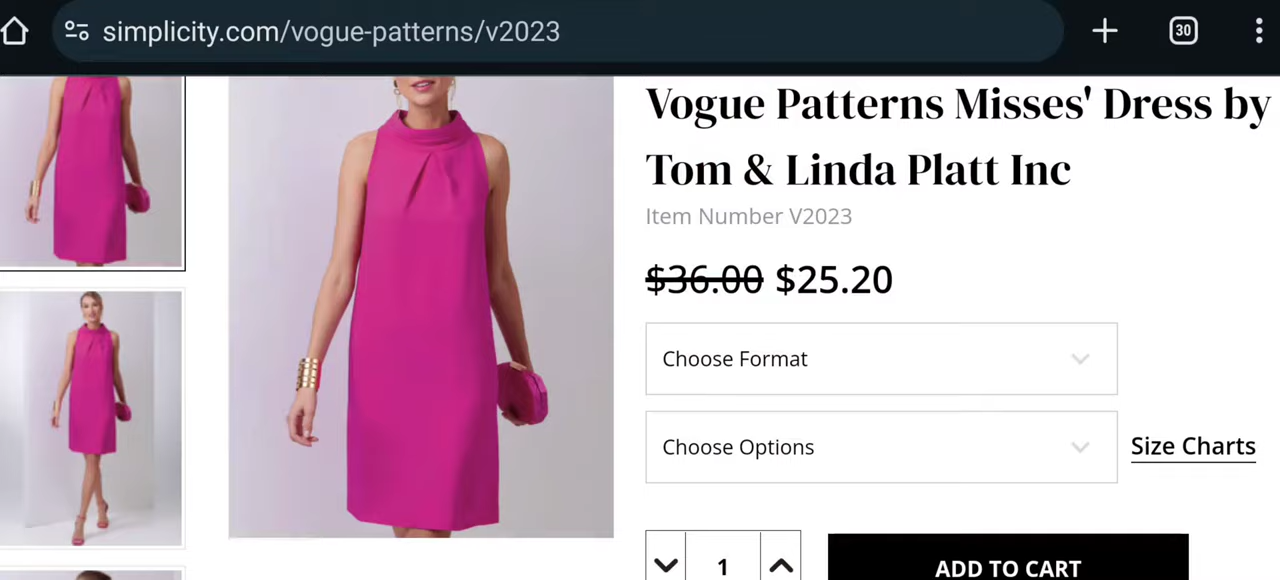 simplicity.com/vogue-patterns/v2023
30
Vogue Patterns Misses' Dress by
Tom & Linda Platt Inc
Item Number V2023
$36.00 $25.20
Choose Format
Choose Options
Size Charts
1
ADD TO CART